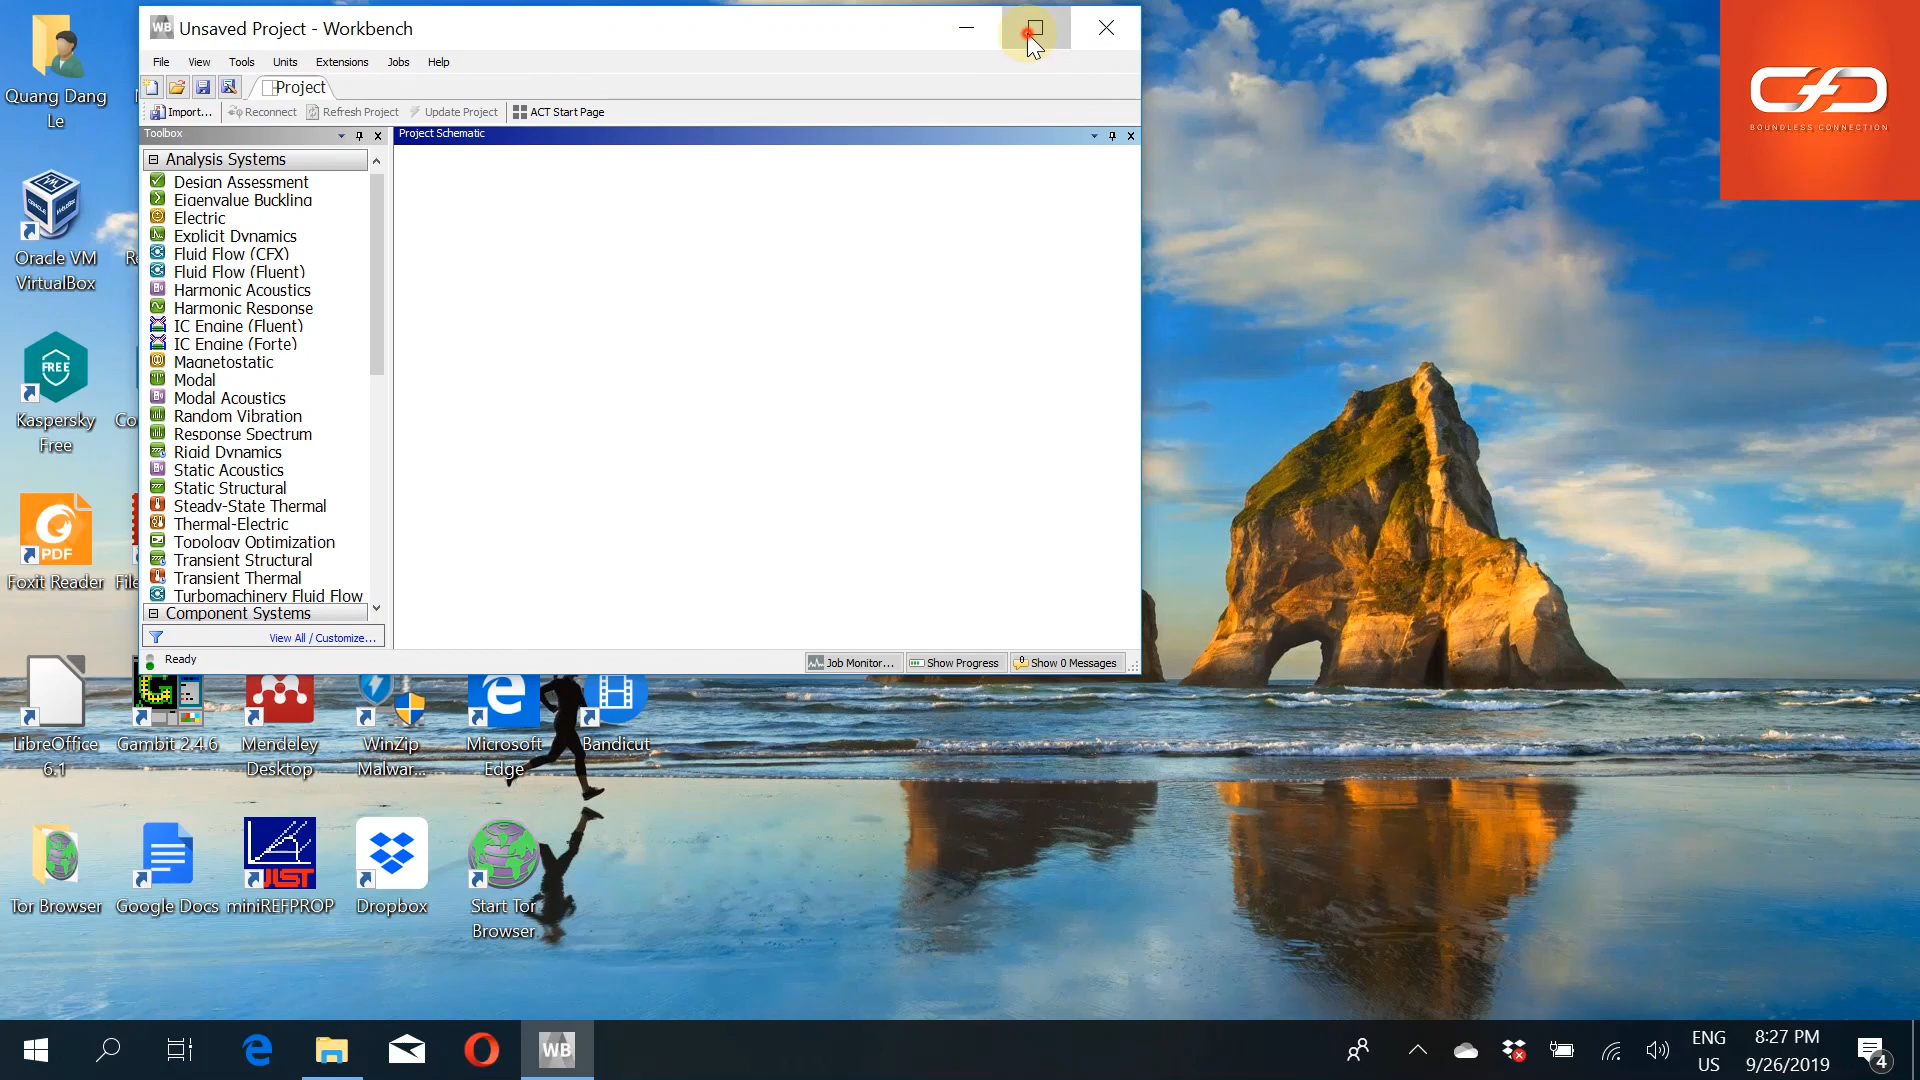 WB Unsaved Project - Workbench
File View Tools Units Extensions Jobs Help
Project
Import... Reconnect Refresh Project Update Project ACT Start Page
Toolbox
Project Schematic
Analysis Systems
Design Assessment
Eigenvalue Buckling
Electric
Explicit Dynamics
Fluid Flow (CFX)
Fluid Flow (Fluent)
Harmonic Acoustics
Harmonic Response
IC Engine (Fluent)
IC Engine (Forte)
Magnetostatic
Modal
Modal Acoustics
Random Vibration
Response Spectrum
Rigid Dynamics
Static Acoustics
Static Structural
Steady-State Thermal
Thermal-Electric
Topology Optimization
Transient Structural
Transient Thermal
Turbomachinery Fluid Flow
Component Systems
View All / Customize...
Ready
Job Monitor... Show Progress 0 Show 0 Messages
Quang Dang
Le
Oracle VM
VirtualBox
FREE
Kaspersky
Free
PDF
Foxit Reader
LibreOffice
6.1
Gambit 2.4.6
Mendeley
Desktop
WinZip
Malwar...
Microsoft
Edge
Bandicut
Tor Browser
Google Docs
miniREFPROP
Dropbox
Start Tor
Browser
CFD
BOUNDLESS CONNECTION
WB
ENG
US
8:27 PM
9/26/2019
4